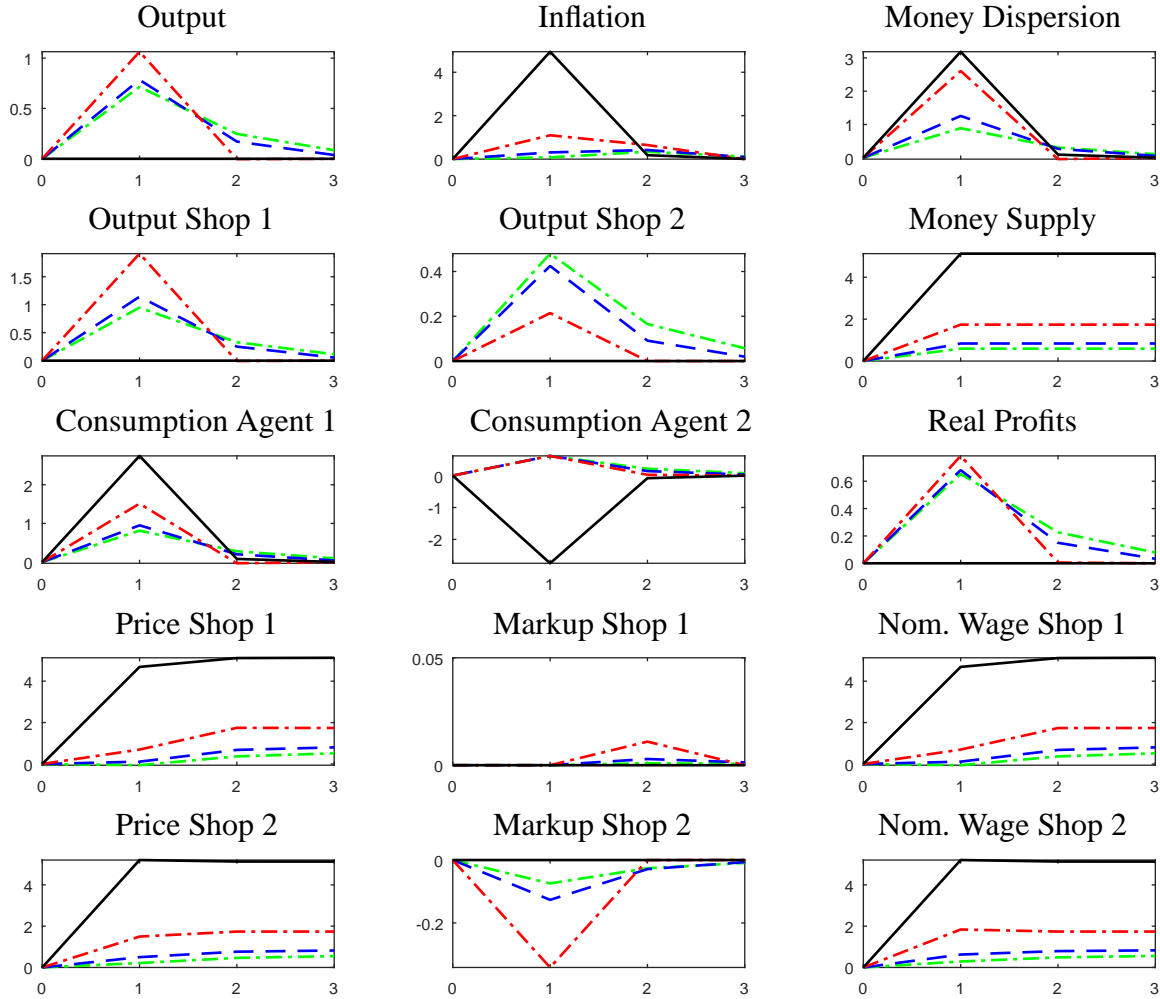 Output Inflation Money Dispersion
1
0.5
0
0 1 2 3
4
2
0
0 1 2 3
3
2
1
0
0 1 2 3
Output Shop 1 Output Shop 2 Money Supply
1.5
1
0.5
0
0 1 2 3
0.4
0.2
0
0 1 2 3
4
2
0
0 1 2 3
Consumption Agent 1 Consumption Agent 2 Real Profits
2
1
0
0 1 2 3
0
-1
-2
0 1 2 3
0.6
0.4
0.2
0
0 1 2 3
Price Shop 1 Markup Shop 1 Nom. Wage Shop 1
4
2
0
0 1 2 3
0.05
0
0 1 2 3
4
2
0
0 1 2 3
Price Shop 2 Markup Shop 2 Nom. Wage Shop 2
4
2
0
0 1 2 3
0
-0.2
0 1 2 3
4
2
0
0 1 2 3